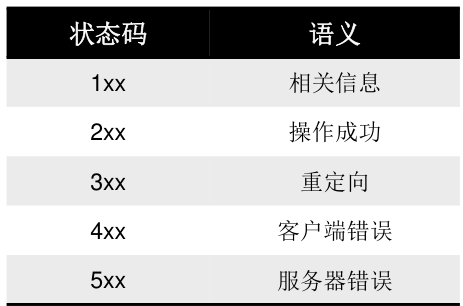 状态码 语义
1xx 相关信息
2xx 操作成功
3xx 重定向
4xx 客户端错误
5xx 服务器错误